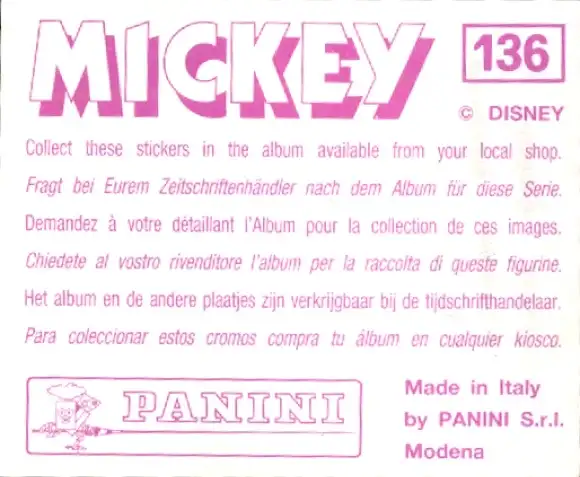 MICKEY
136
© DISNEY
Collect these stickers in the album available from your local shop.
Fragt bei Eurem Zeitschriftenhändler nach dem Album für diese Serie.
Demandez à votre détaillant l'Album pour la collection de ces images.
Chiedete al vostro rivenditore l'album per la raccolta di queste figurine.
Het album en de andere plaatjes zijn verkrijgbaar bij de tijdschrifthandelaar.
Para coleccionar estos cromos compra tu álbum en cualquier kiosco.
PANINI
Made in Italy
by PANINI S.r.l.
Modena